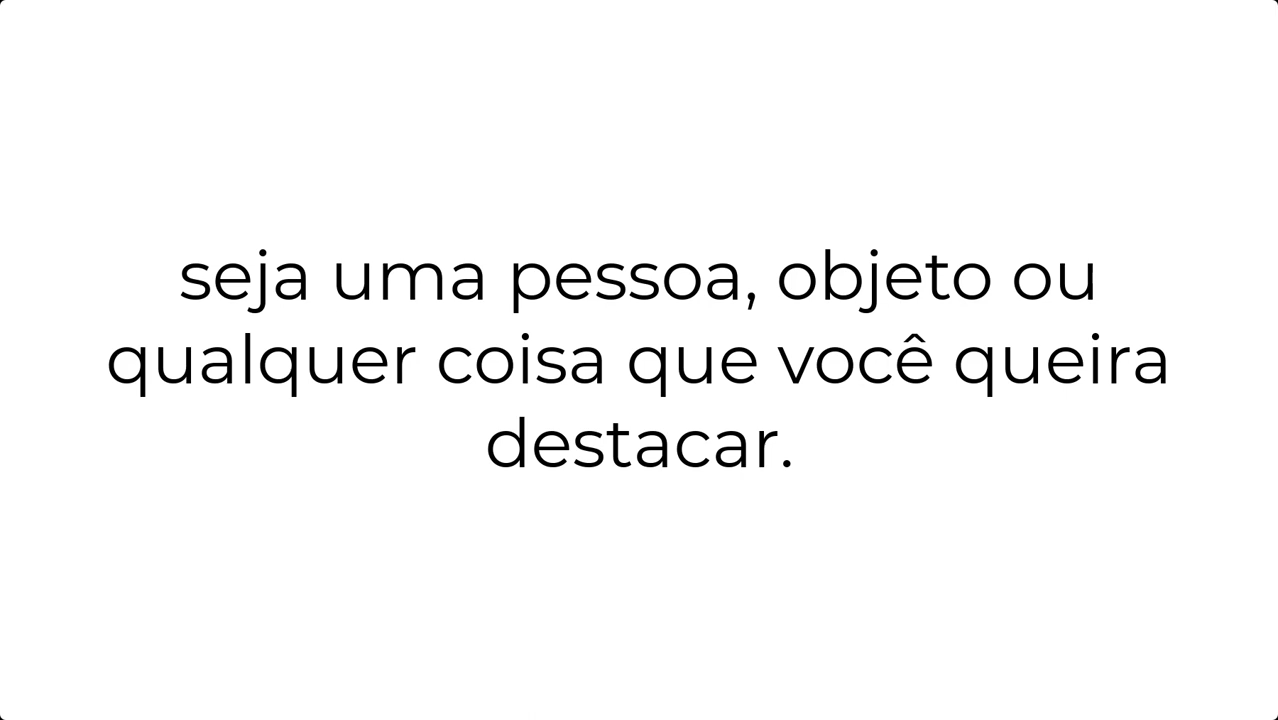 seja uma pessoa, objeto ou
qualquer coisa que você queira
destacar.